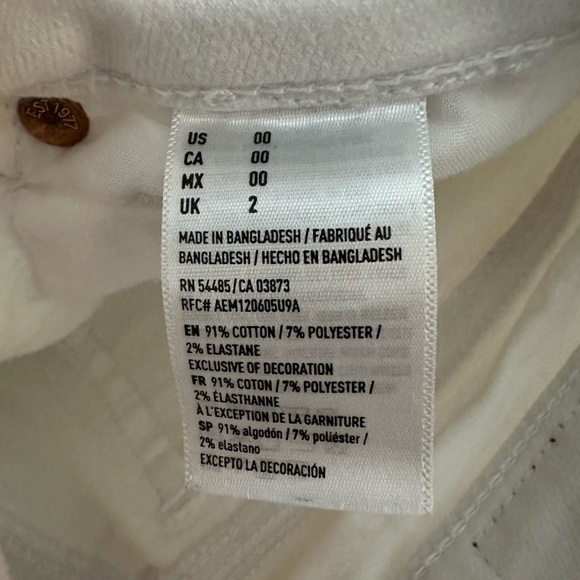 EST 1977
US 00
CA 00
MX 00
UK 2
MADE IN BANGLADESH / FABRIQUÉ AU
BANGLADESH / HECHO EN BANGLADESH
RN 54485 / CA 03873
RFC# AEM120605U9A
EN 91% COTTON / 7% POLYESTER /
2% ELASTANE
EXCLUSIVE OF DECORATION
FR 91% COTON / 7% POLYESTER /
2% ÉLASTHANNE
À L'EXCEPTION DE LA GARNITURE
SP 91% algodón / 7% poliéster /
2% elastano
EXCEPTO LA DECORACIÓN